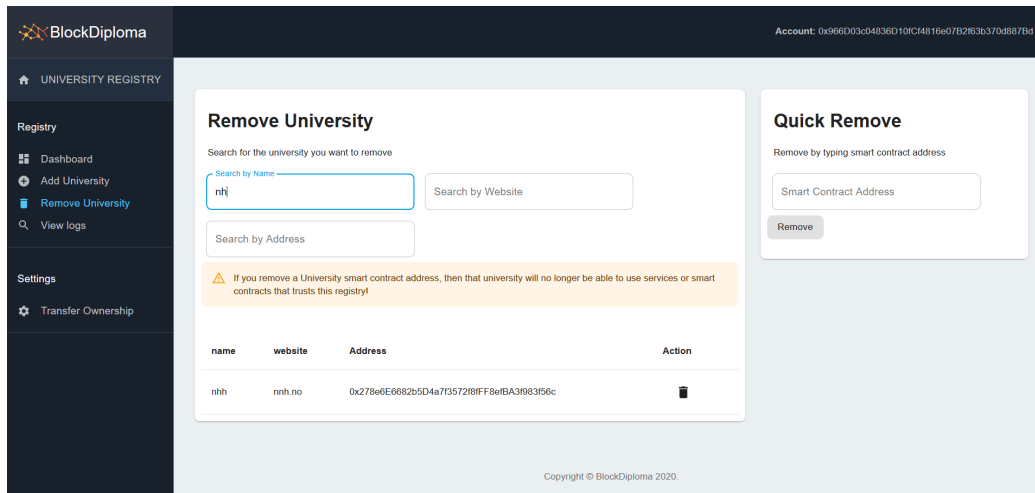 BlockDiploma
Account: 0x966D03c04836D10fCf4816e07B2f63b370d887Bd
UNIVERSITY REGISTRY
Registry
Dashboard
Add University
Remove University
View logs
Settings
Transfer Ownership
Remove University
Search for the university you want to remove
Search by Name
nh
Search by Website
Search by Address
If you remove a University smart contract address, then that university will no longer be able to use services or smart
contracts that trusts this registry!
name website Address Action
nhh nnh.no 0x278e6E6682b5D4a7f3572f8fFF8efBA3f983f56c
Quick Remove
Remove by typing smart contract address
Smart Contract Address
Remove
Copyright © BlockDiploma 2020.